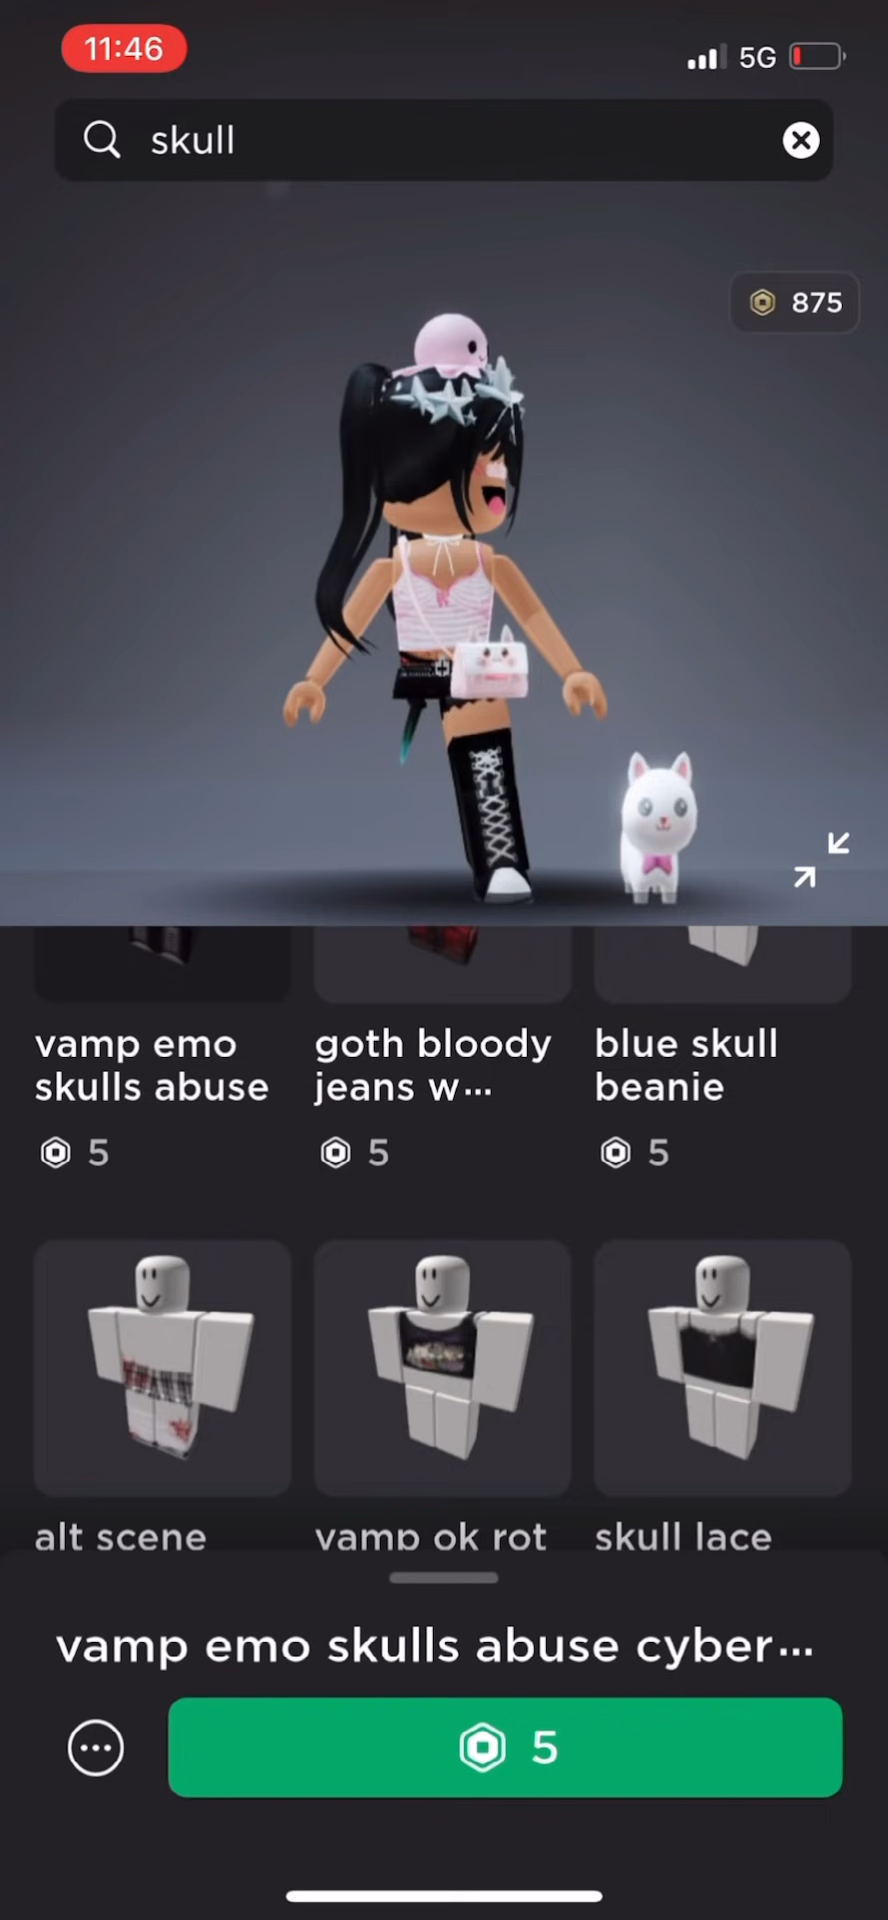 11:46
5G
skull
875
vamp emo
skulls abuse
5
goth bloody
jeans w...
5
blue skull
beanie
5
alt scene
vamp ok rot
skull lace
vamp emo skulls abuse cyber...
5